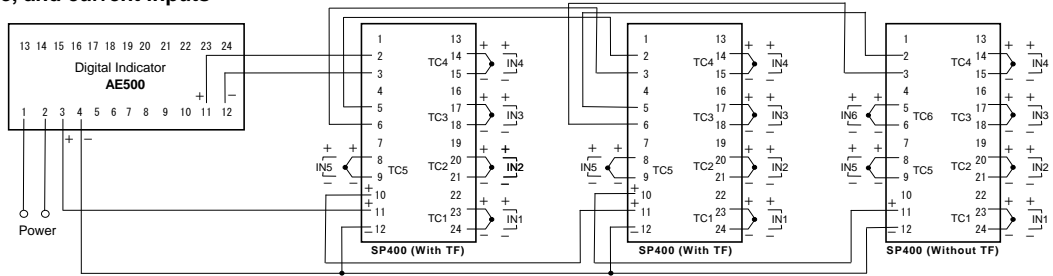 e, and current inputs
13 14 15 16 17 18 19 20 21 22 23 24
Digital Indicator
AE500
+ −
1 2 3 4 5 6 7 8 9 10 11 12
+ −
Power
1 13
2 TC4 14 + + IN4
3 15 − −
4 16
5 TC3 17 + + IN3
6 18 − −
7 19
IN5 + + 8 TC5 TC2 20 + + IN2
− − 9 21 − −
+ 10 22
+ 11 TC1 23 + + IN1
− 12 24 − −
SP400 (With TF)
1 13
2 TC4 14 + + IN4
3 15 − −
4 16
5 TC3 17 + + IN3
6 18 − −
7 19
IN5 + + 8 TC5 TC2 20 + + IN2
− − 9 21 − −
+ 10 22
+ 11 TC1 23 + + IN1
− 12 24 − −
SP400 (With TF)
1 13
2 TC4 14 + + IN4
3 15 − −
4 16
IN6 + + 5 TC6 TC3 17 + + IN3
− − 6 18 − −
7 19
IN5 + + 8 TC5 TC2 20 + + IN2
− − 9 21 − −
10 22
+ 11 TC1 23 + + IN1
− 12 24 − −
SP400 (Without TF)